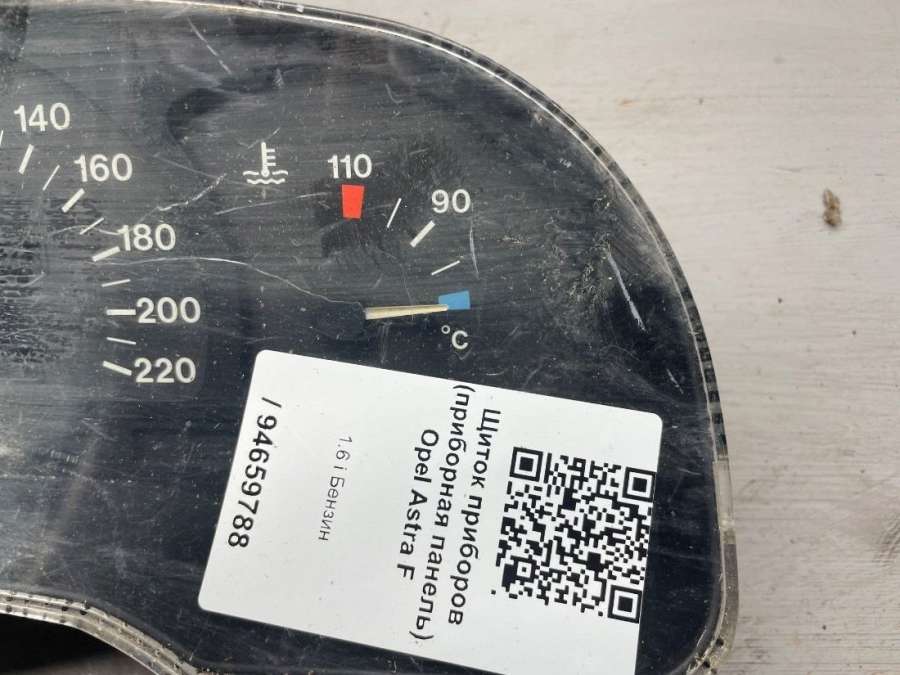 140
160
180
200
220
110
90
°C
Щиток приборов
(приборная панель)
Opel Astra F
1.6 i Бензин
/ 94659788